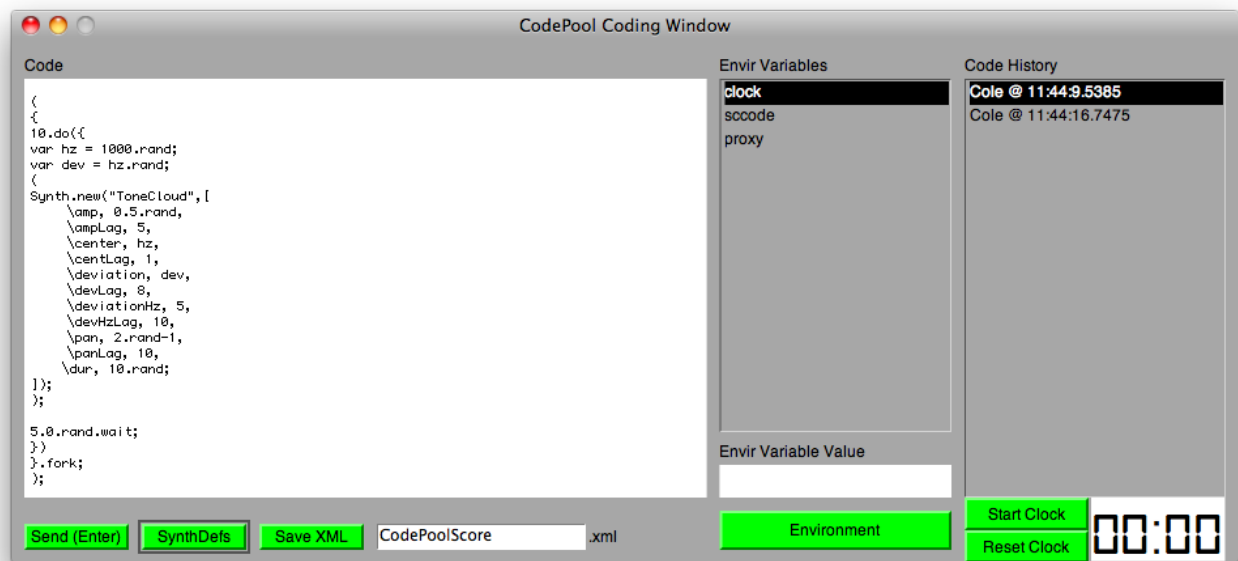 CodePool Coding Window
Code
(
{
10.do({
var hz = 1000.rand;
var dev = hz.rand;
(
Synth.new("ToneCloud",[
\amp, 0.5.rand,
\ampLag, 5,
\center, hz,
\centLag, 1,
\deviation, dev,
\devLag, 8,
\deviationHz, 5,
\devHzLag, 10,
\pan, 2.rand-1,
\panLag, 10,
\dur, 10.rand;
]);
);
5.0.rand.wait;
})
}.fork;
);
Send (Enter)
SynthDefs
Save XML
CodePoolScore
.xml
Envir Variables
clock
sccode
proxy
Envir Variable Value
Environment
Code History
Cole @ 11:44:9.5385
Cole @ 11:44:16.7475
Start Clock
Reset Clock
00:00